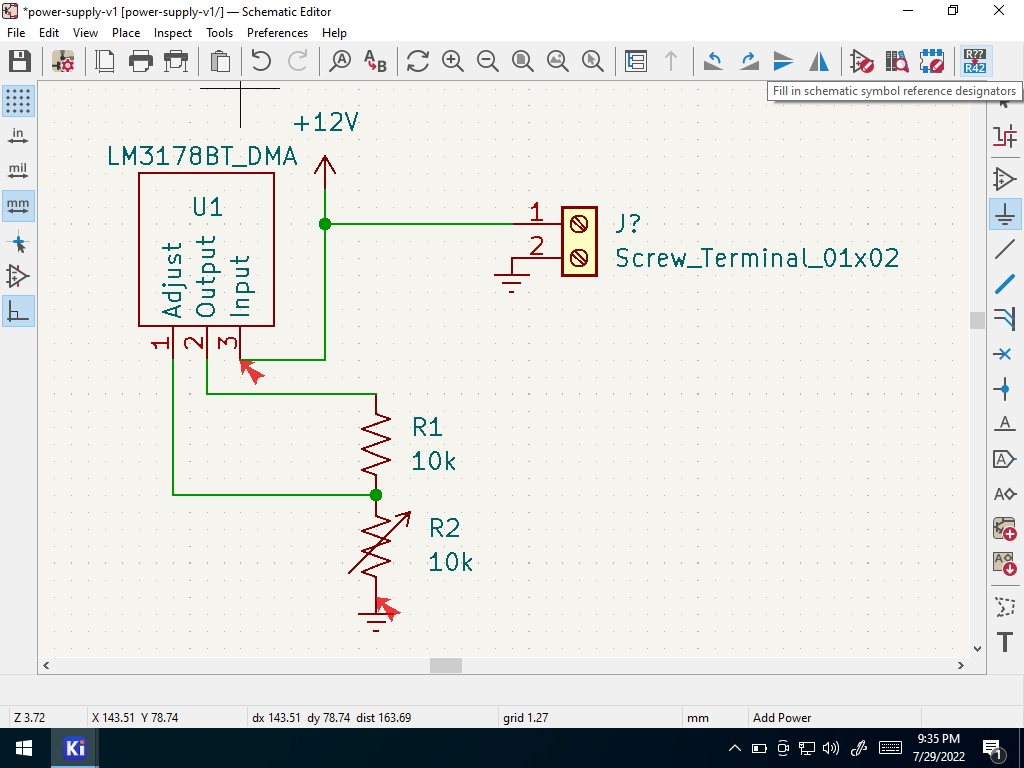 *power-supply-v1 [power-supply-v1/] — Schematic Editor
File Edit View Place Inspect Tools Preferences Help
A
A B
R??
R42
Fill in schematic symbol reference designators
in
mil
mm
+12V
LM3178BT_DMA
U1
Adjust
Output
Input
1
2
3
1
2
J?
Screw_Terminal_01x02
R1
10k
R2
10k
A
A
A
A
T
Z 3.72
X 143.51 Y 78.74
dx 143.51 dy 78.74 dist 163.69
grid 1.27
mm
Add Power
Ki
9:35 PM
7/29/2022
1